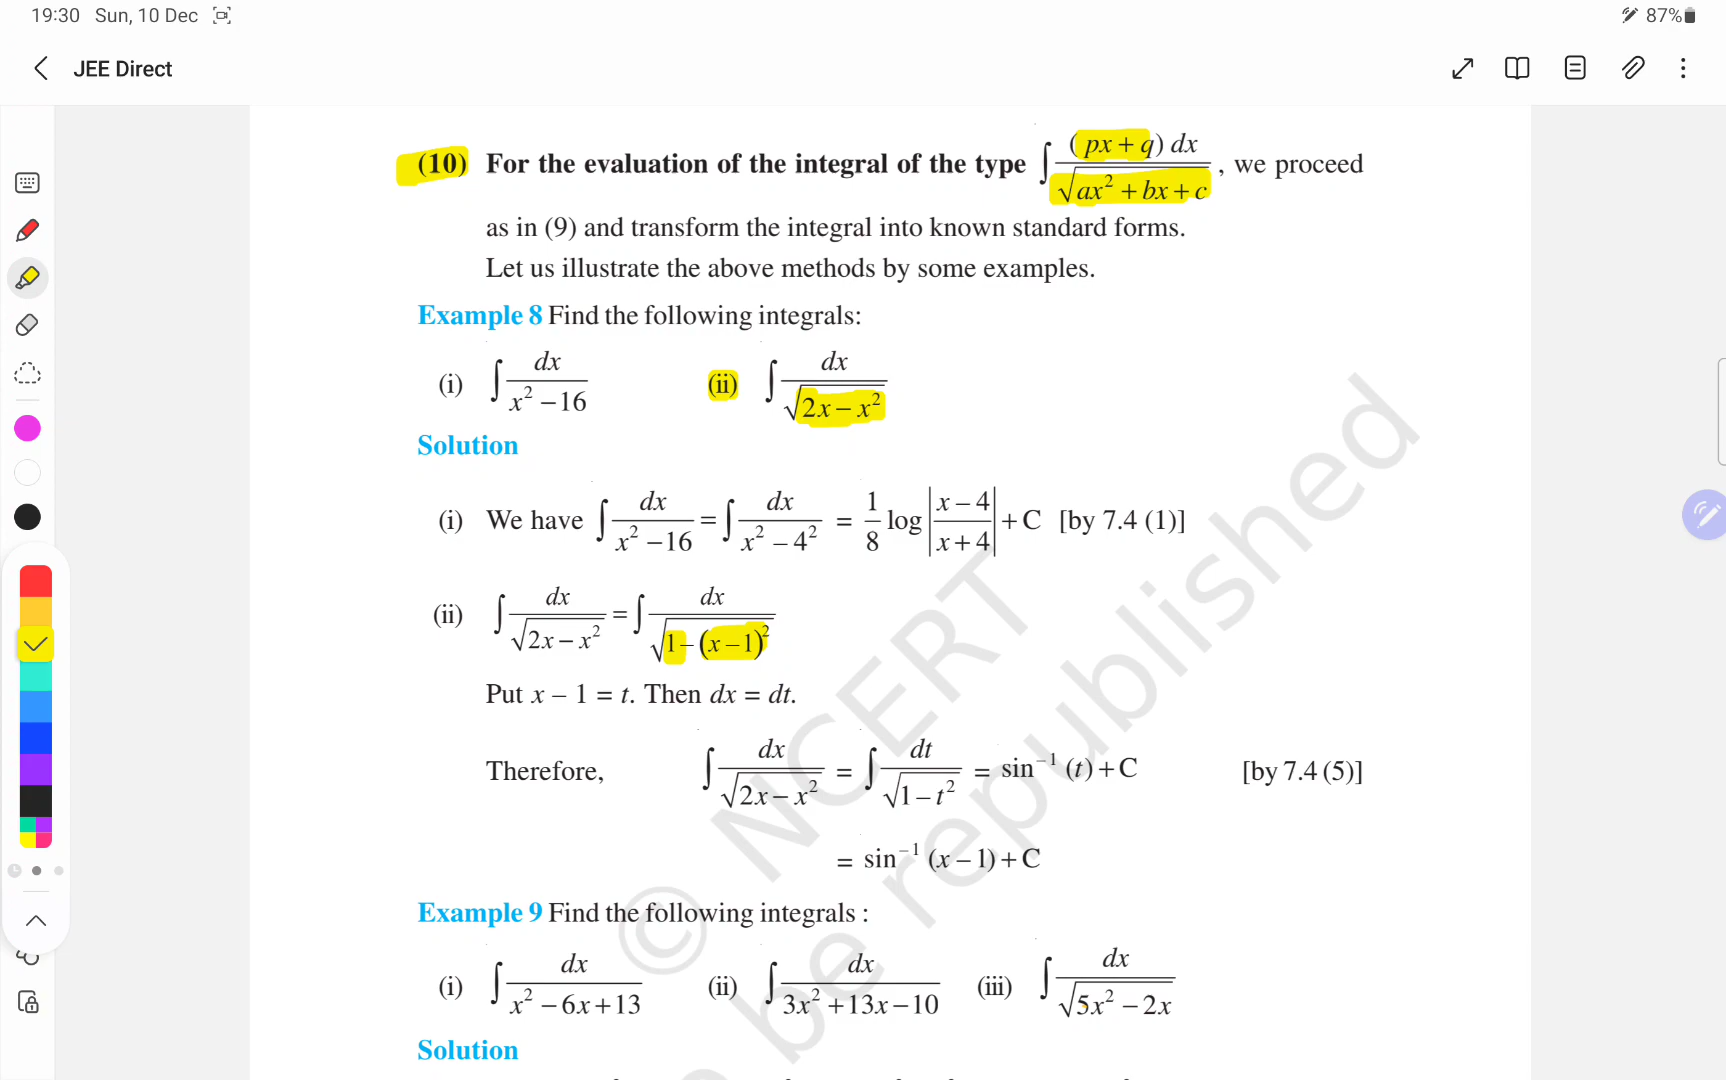 19:30 Sun, 10 Dec
87%
JEE Direct
(10) For the evaluation of the integral of the type ∫ (px + q) dx / √(ax² + bx + c) , we proceed
as in (9) and transform the integral into known standard forms.
Let us illustrate the above methods by some examples.
Example 8 Find the following integrals:
(i) ∫ dx / (x² – 16) (ii) ∫ dx / √(2x – x²)
Solution
(i) We have ∫ dx / (x² – 16) = ∫ dx / (x² – 4²) = 1/8 log |(x – 4)/(x + 4)| + C [by 7.4 (1)]
(ii) ∫ dx / √(2x – x²) = ∫ dx / √(1 – (x – 1)²)
Put x – 1 = t. Then dx = dt.
Therefore, ∫ dx / √(2x – x²) = ∫ dt / √(1 – t²) = sin⁻¹ (t) + C [by 7.4 (5)]
= sin⁻¹ (x – 1) + C
Example 9 Find the following integrals :
(i) ∫ dx / (x² – 6x + 13) (ii) ∫ dx / (3x² + 13x – 10) (iii) ∫ dx / √(5x² – 2x)
Solution
© NCERT
be republished